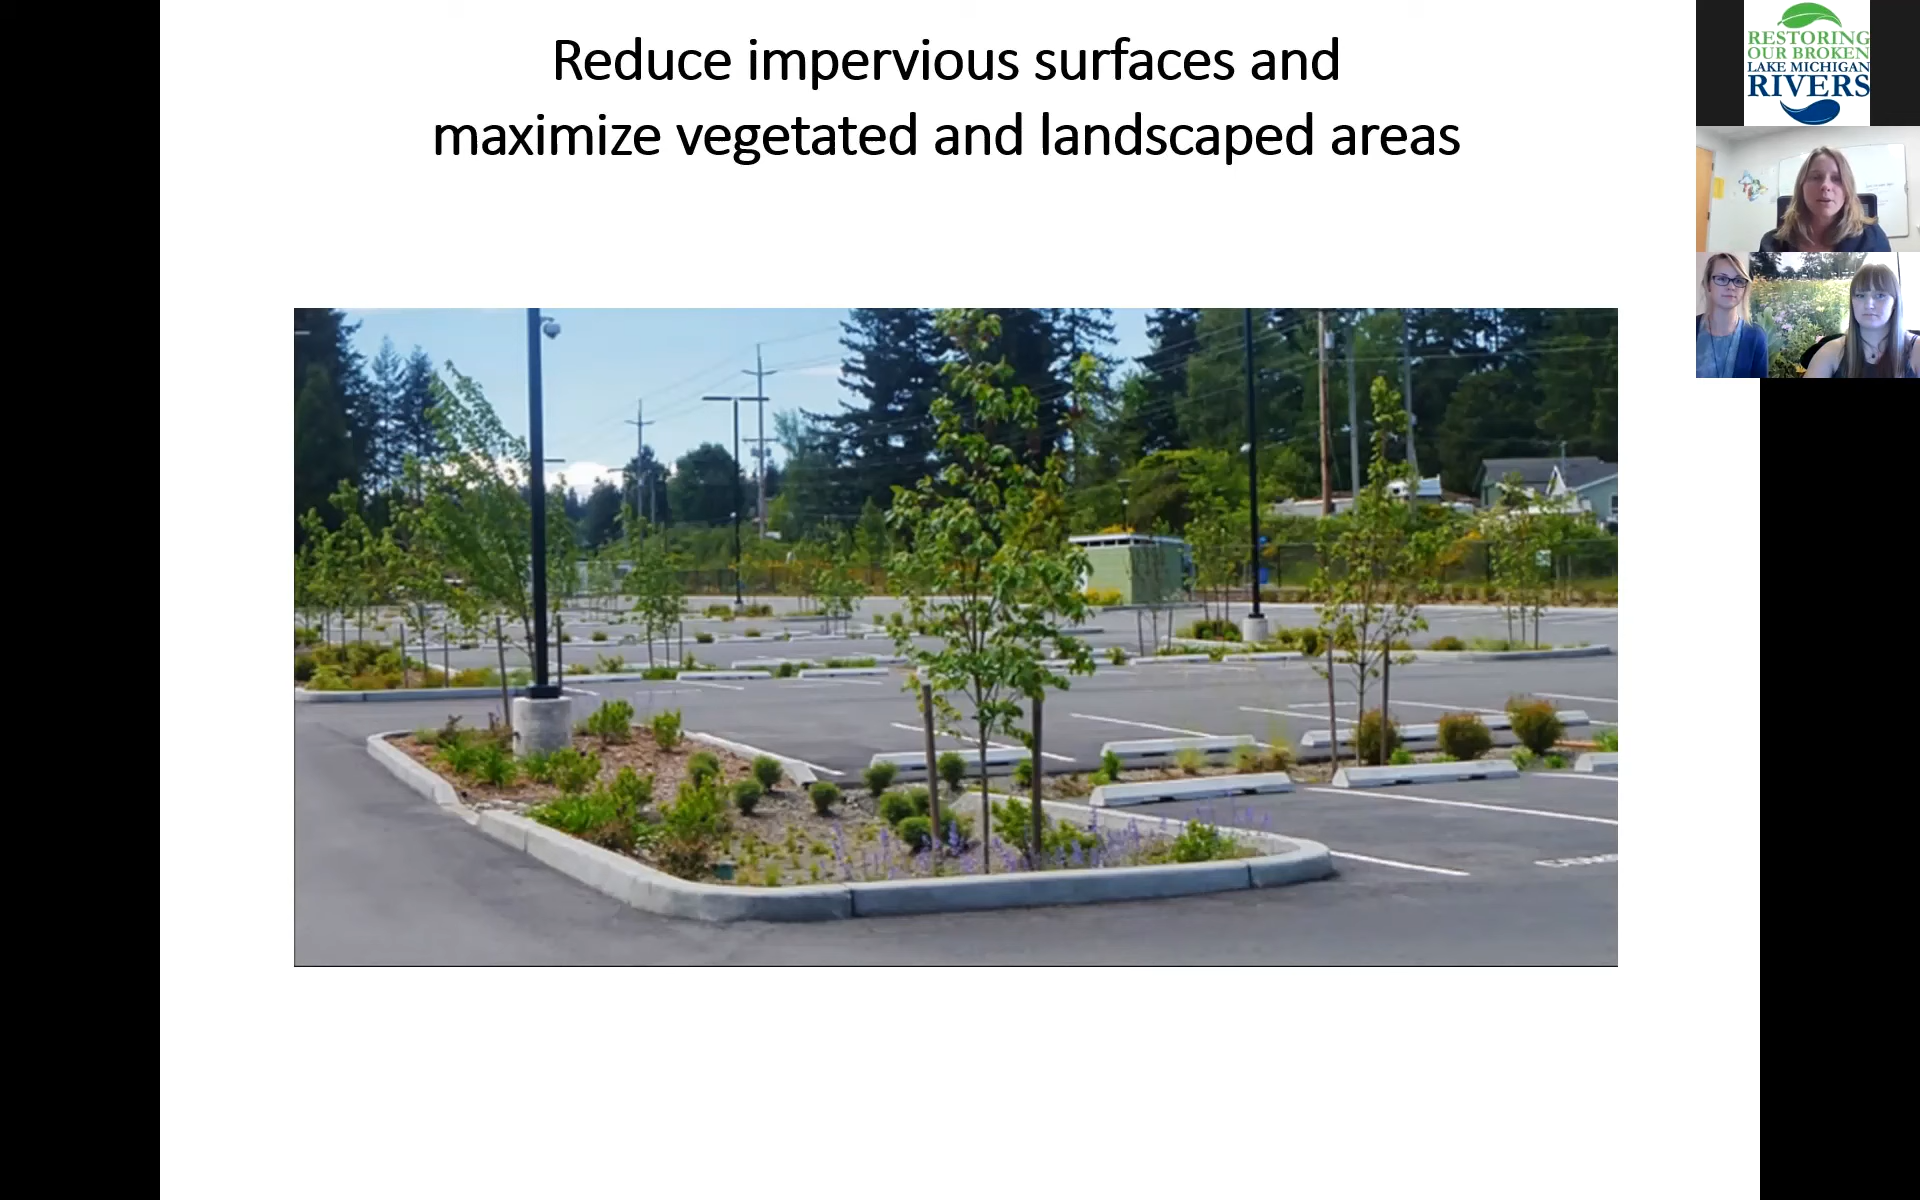 Reduce impervious surfaces and
maximize vegetated and landscaped areas
RESTORING
OUR BROKEN
LAKE MICHIGAN
RIVERS